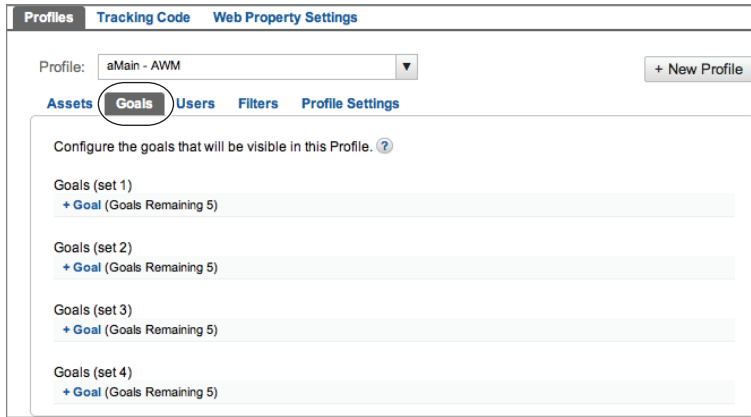 Profiles Tracking Code Web Property Settings
Profile: aMain - AWM + New Profile
Assets Goals Users Filters Profile Settings
Configure the goals that will be visible in this Profile. ?
Goals (set 1)
+ Goal (Goals Remaining 5)
Goals (set 2)
+ Goal (Goals Remaining 5)
Goals (set 3)
+ Goal (Goals Remaining 5)
Goals (set 4)
+ Goal (Goals Remaining 5)